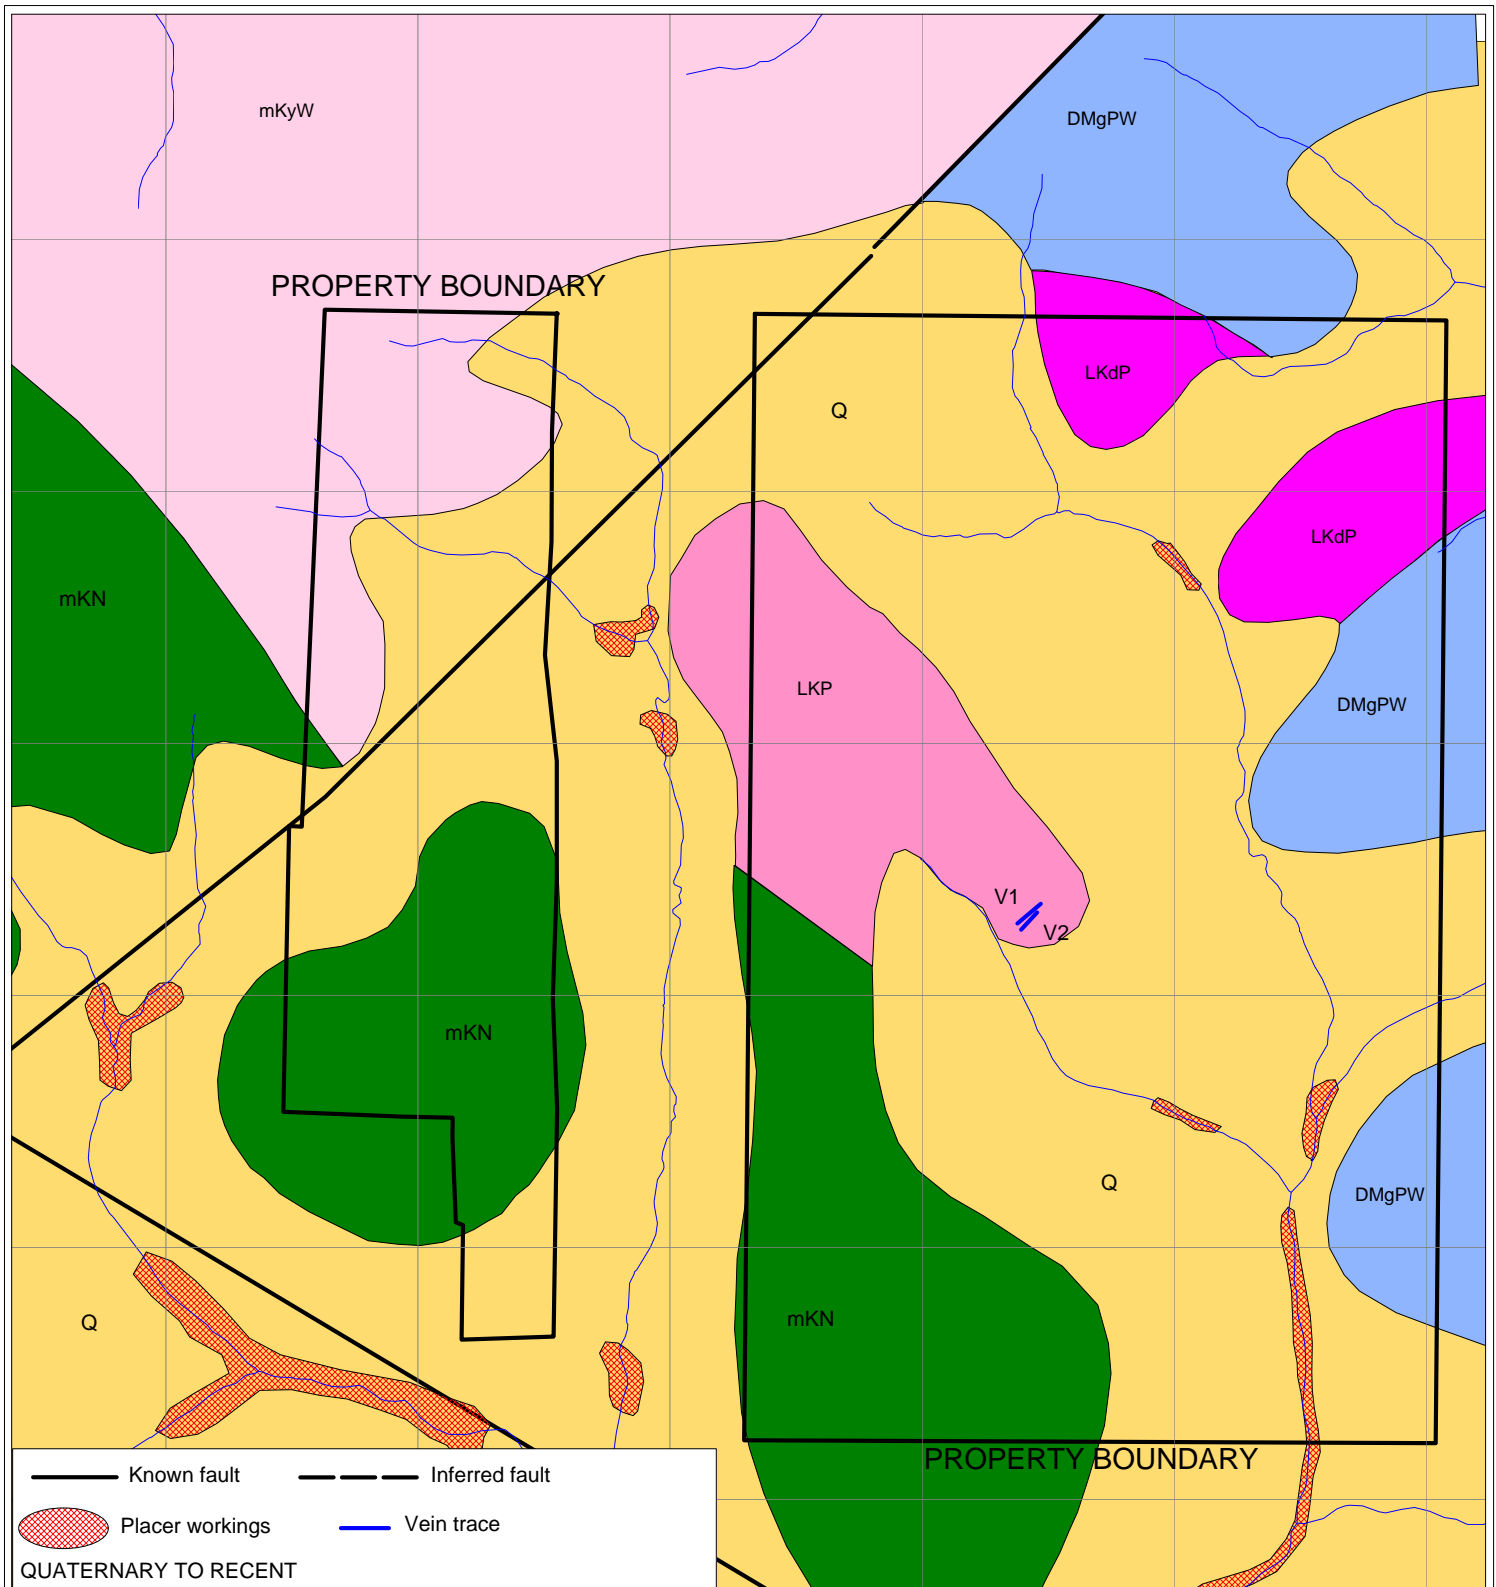 mKyW
DMgPW
PROPERTY BOUNDARY
LKdP
Q
LKdP
mKN
LKP
DMgPW
V1
V2
mKN
Q
DMgPW
mKN
Q
PROPERTY BOUNDARY
Known fault Inferred fault
Placer workings Vein trace
QUATERNARY TO RECENT